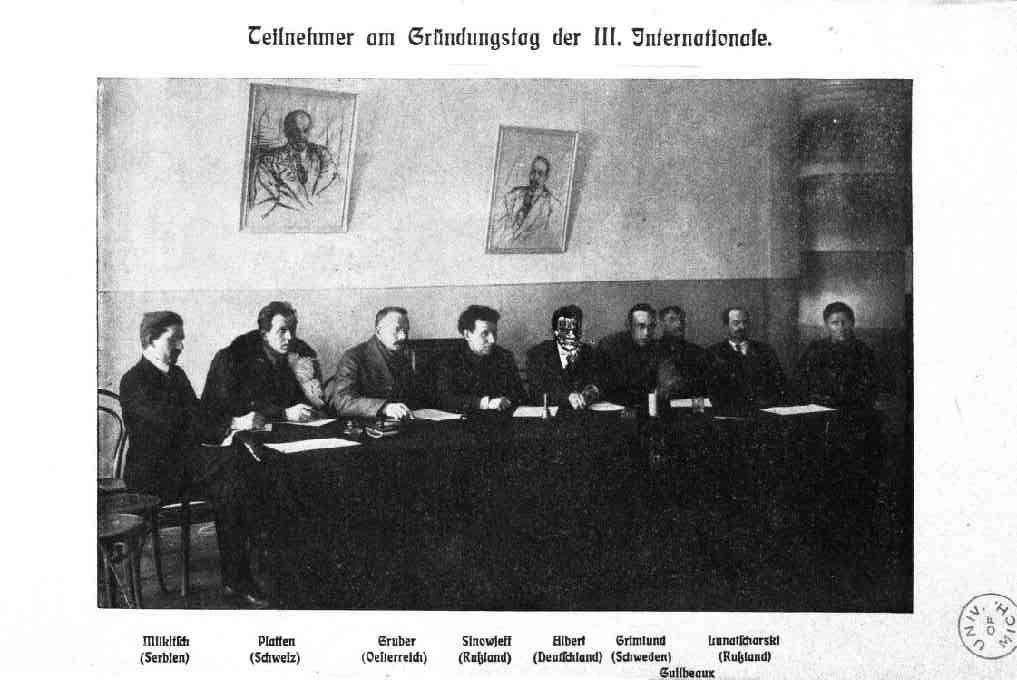 Teilnehmer am Gründungstag der III. Internationale.
Milkitsch Platten Gruber Sinowjeff Albert Grimlund Lunatscharski
(Serbien) (Schweiz) (Oesterreich) (Rußland) (Deutschland) (Schweden) (Rußland)
Guilbeaux
UNIV. OF MICH